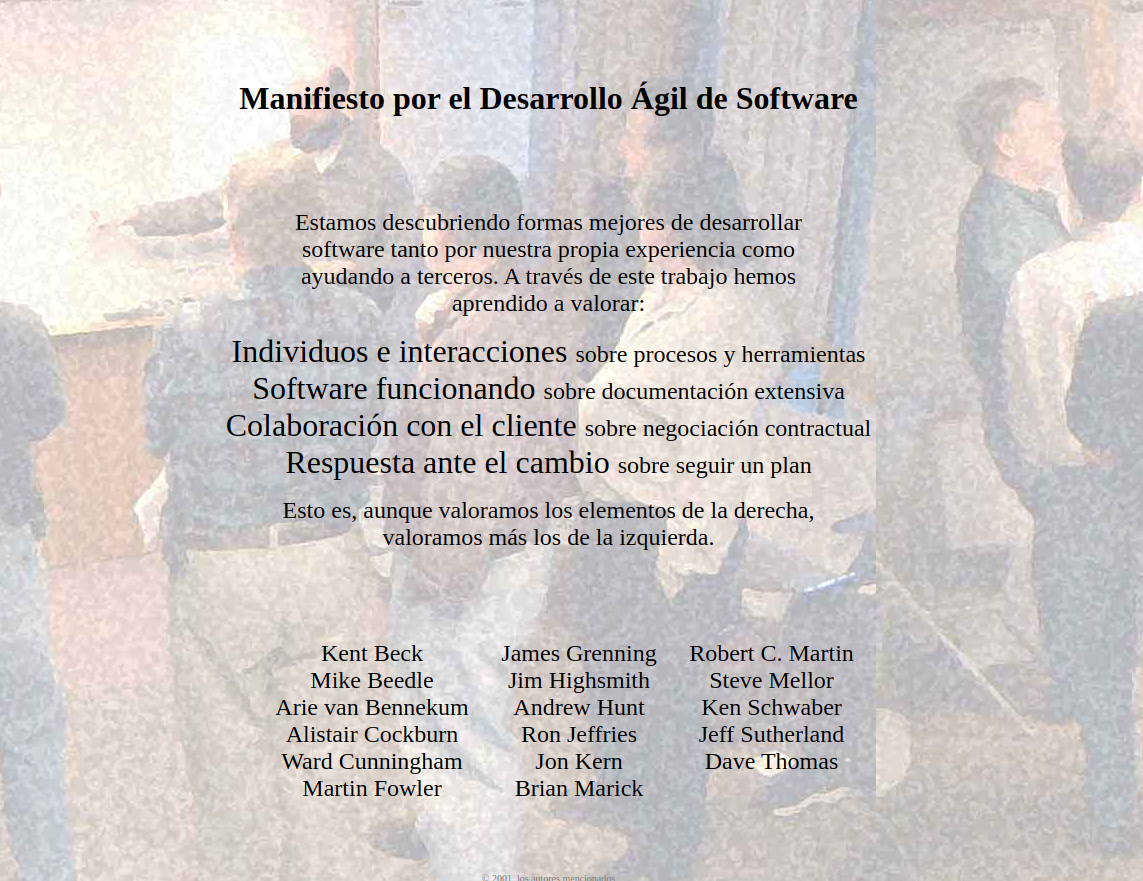 Manifiesto por el Desarrollo Ágil de Software
Estamos descubriendo formas mejores de desarrollar
software tanto por nuestra propia experiencia como
ayudando a terceros. A través de este trabajo hemos
aprendido a valorar:
Individuos e interacciones sobre procesos y herramientas
Software funcionando sobre documentación extensiva
Colaboración con el cliente sobre negociación contractual
Respuesta ante el cambio sobre seguir un plan
Esto es, aunque valoramos los elementos de la derecha,
valoramos más los de la izquierda.
Kent Beck
Mike Beedle
Arie van Bennekum
Alistair Cockburn
Ward Cunningham
Martin Fowler
James Grenning
Jim Highsmith
Andrew Hunt
Ron Jeffries
Jon Kern
Brian Marick
Robert C. Martin
Steve Mellor
Ken Schwaber
Jeff Sutherland
Dave Thomas
© 2001, los autores mencionados